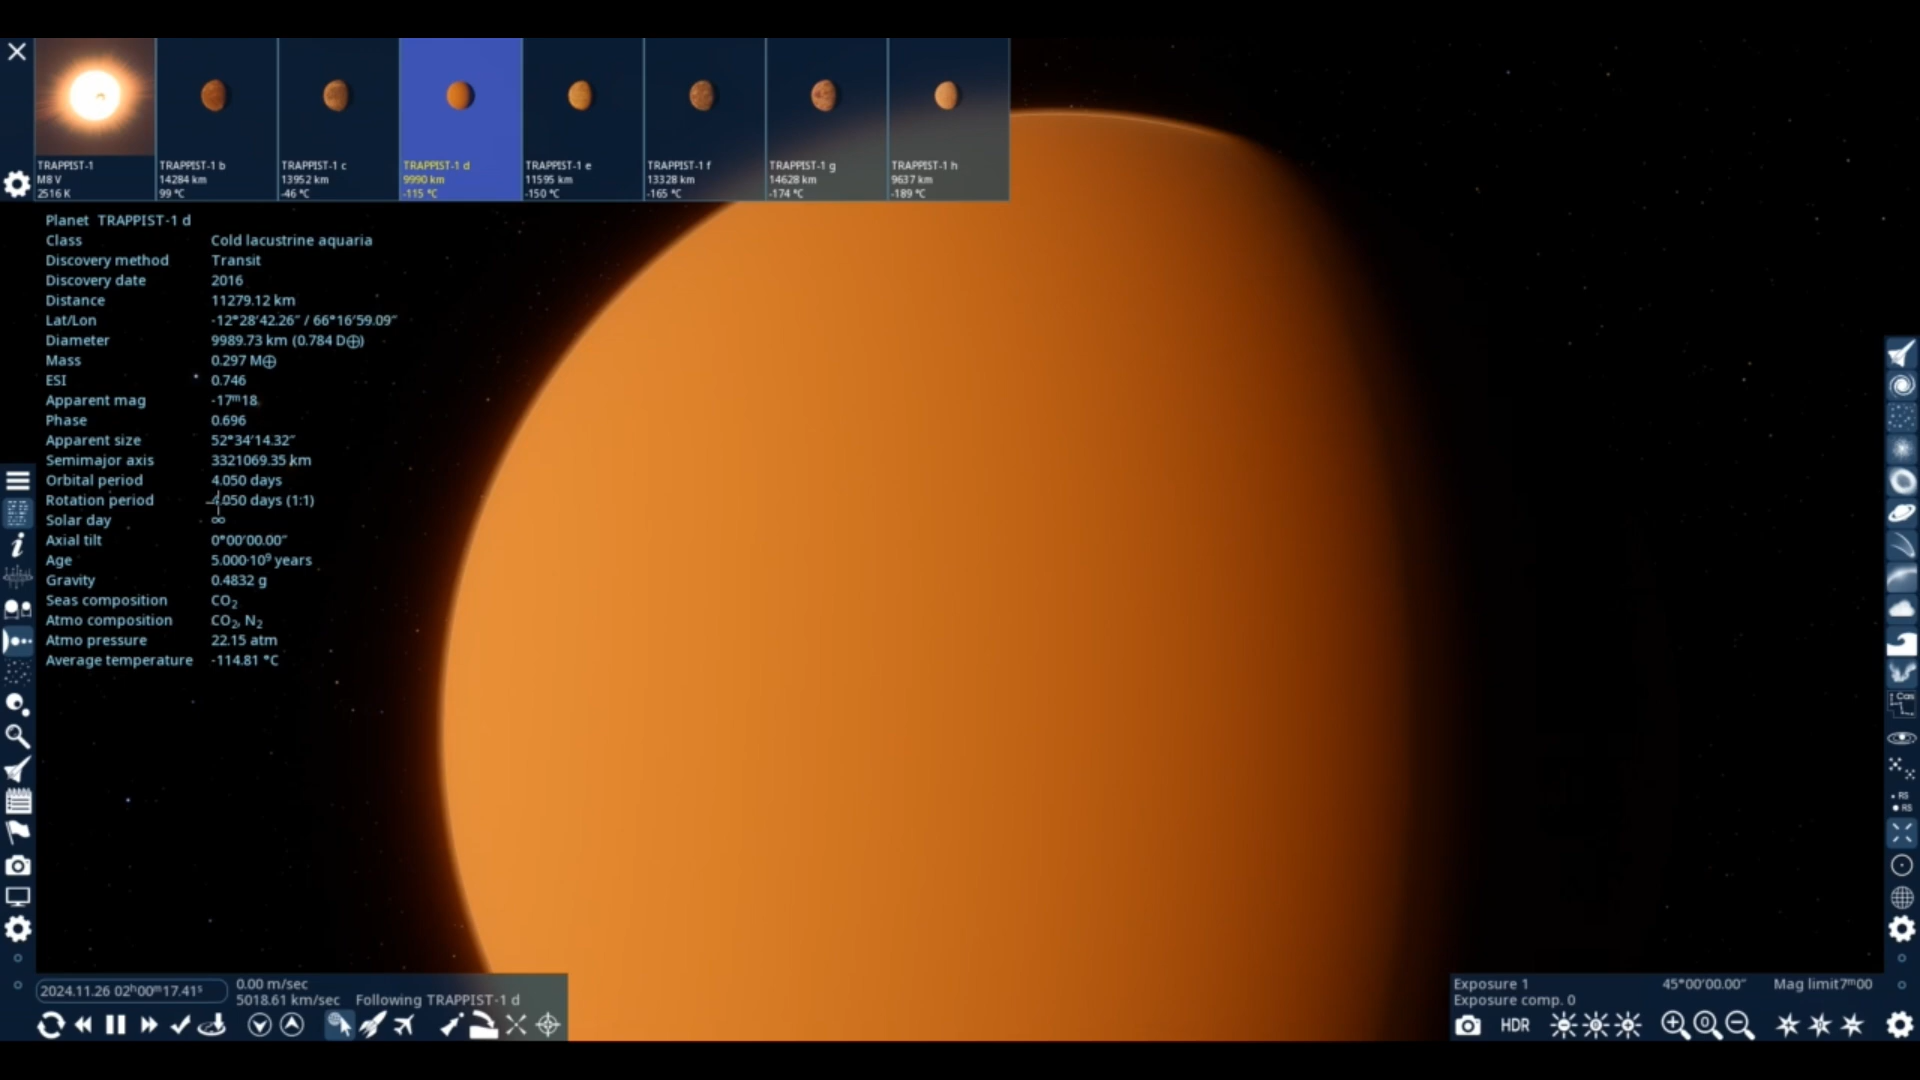 TRAPPIST-1
M8 V
2516 K
TRAPPIST-1 b
14284 km
99 °C
TRAPPIST-1 c
13952 km
-46 °C
TRAPPIST-1 d
9990 km
-115 °C
TRAPPIST-1 e
11595 km
-150 °C
TRAPPIST-1 f
13328 km
-165 °C
TRAPPIST-1 g
14628 km
-174 °C
TRAPPIST-1 h
9637 km
-189 °C
Planet TRAPPIST-1 d
Class Cold lacustrine aquaria
Discovery method Transit
Discovery date 2016
Distance 11279.12 km
Lat/Lon -12°28′42.26″ / 66°16′59.09″
Diameter 9989.73 km (0.784 D⊕)
Mass 0.297 M⊕
ESI 0.746
Apparent mag -17ᵐ18
Phase 0.696
Apparent size 52°34′14.32″
Semimajor axis 3321069.35 km
Orbital period 4.050 days
Rotation period 4.050 days (1:1)
Solar day ∞
Axial tilt 0°00′00.00″
Age 5.000·10⁹ years
Gravity 0.4832 g
Seas composition CO₂
Atmo composition CO₂, N₂
Atmo pressure 22.15 atm
Average temperature -114.81 °C
Cas
RS
RS
2024.11.26 02ʰ00ᵐ17.41ˢ
0.00 m/sec
5018.61 km/sec Following TRAPPIST-1 d
Exposure 1 45°00′00.00″ Mag limit7ᵐ00
Exposure comp. 0
HDR
0